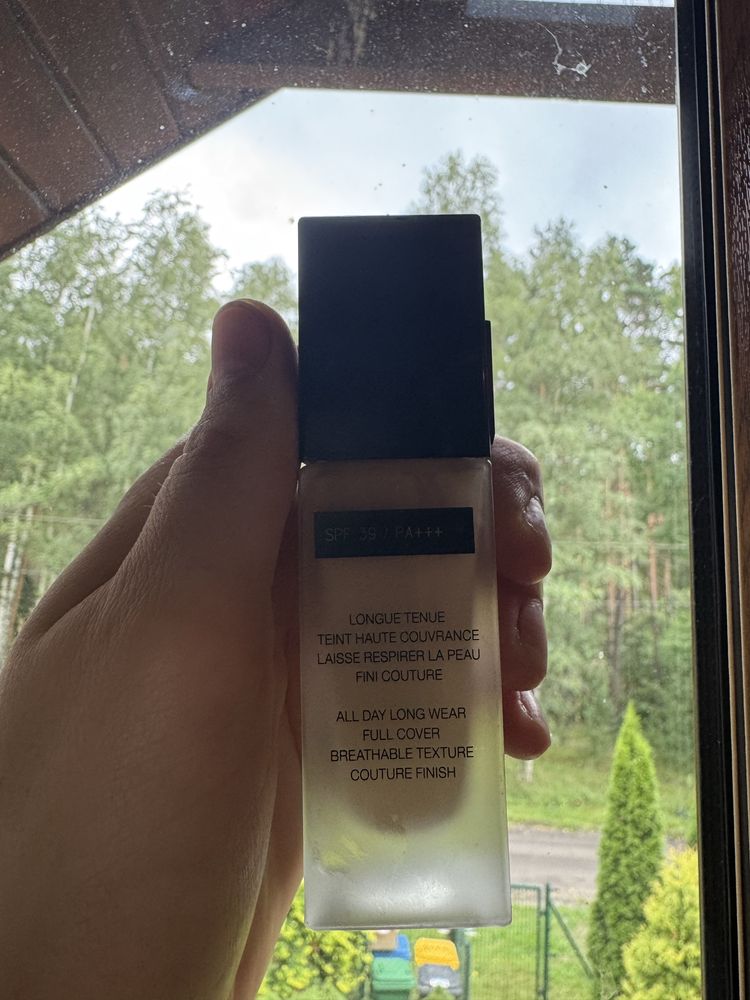 SPF 39 / PA+++
LONGUE TENUE
TEINT HAUTE COUVRANCE
LAISSE RESPIRER LA PEAU
FINI COUTURE
ALL DAY LONG WEAR
FULL COVER
BREATHABLE TEXTURE
COUTURE FINISH